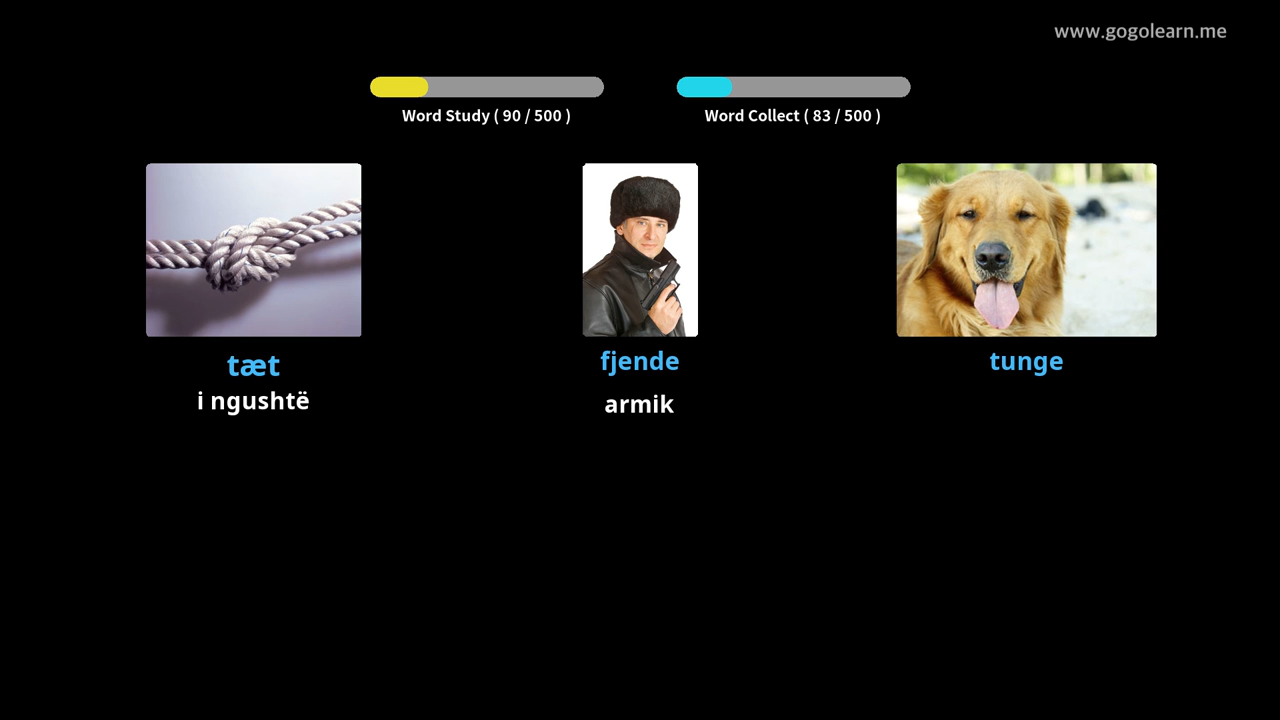 www.gogolearn.me
Word Study ( 90 / 500 )
Word Collect ( 83 / 500 )
tæt
i ngushtë
fjende
armik
tunge